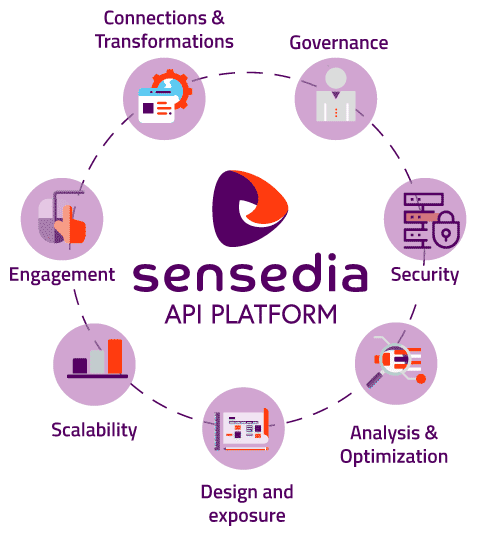 Connections &
Transformations
Governance
Engagement
sensedia
API PLATFORM
Security
Scalability
Analysis &
Optimization
Design and
exposure